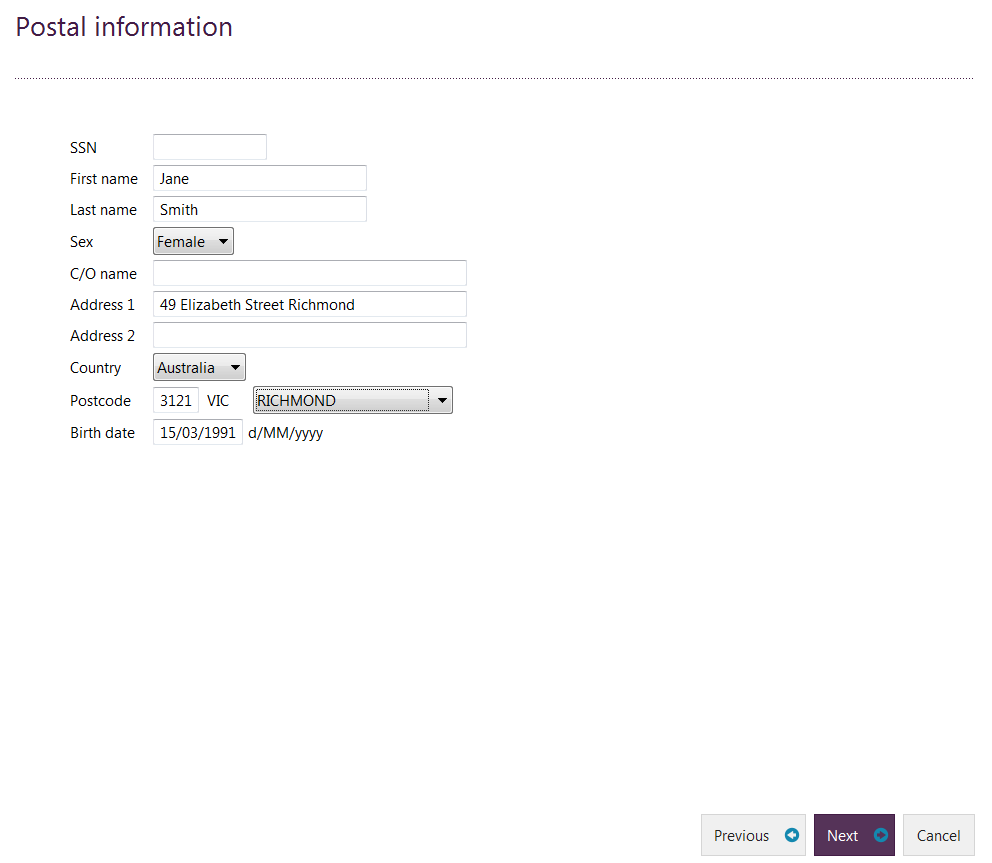 Postal information
SSN
First name Jane
Last name Smith
Sex Female
C/O name
Address 1 49 Elizabeth Street Richmond
Address 2
Country Australia
Postcode 3121 VIC RICHMOND
Birth date 15/03/1991 d/MM/yyyy
Previous Next Cancel